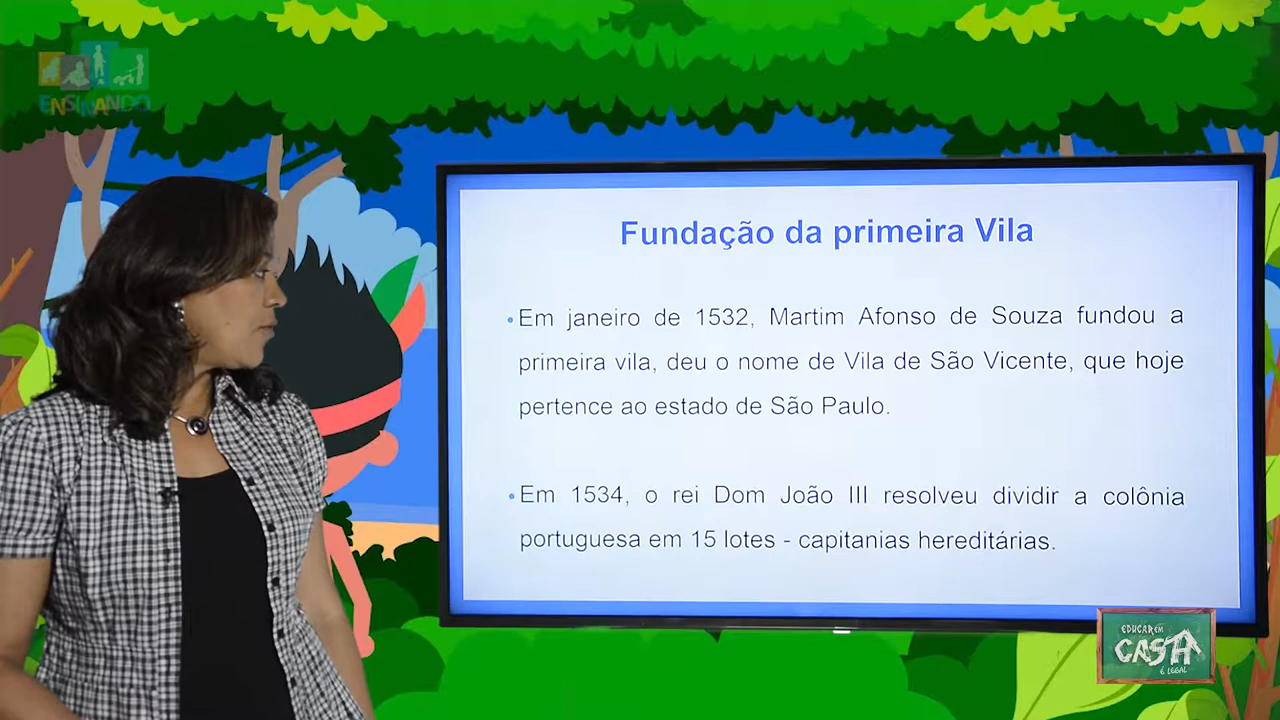 ENSINANDO
Fundação da primeira Vila
•Em janeiro de 1532, Martim Afonso de Souza fundou a
primeira vila, deu o nome de Vila de São Vicente, que hoje
pertence ao estado de São Paulo.
•Em 1534, o rei Dom João III resolveu dividir a colônia
portuguesa em 15 lotes - capitanias hereditárias.
EDUCAR EM
CASA
É LEGAL